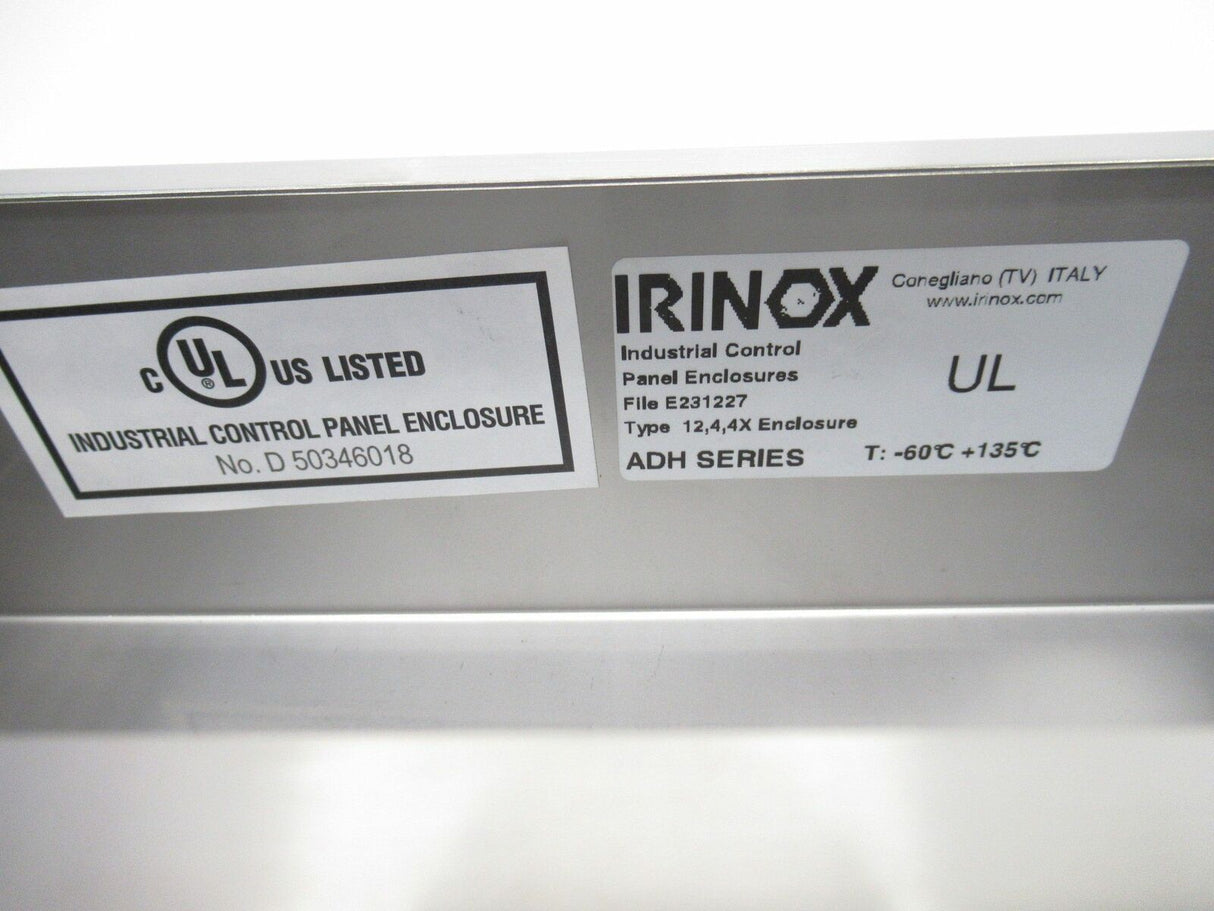 C UL ® US LISTED
INDUSTRIAL CONTROL PANEL ENCLOSURE
No. D 50346018
IRINOX
Conegliano (TV) ITALY
www.irinox.com
Industrial Control
Panel Enclosures
File E231227
Type 12,4,4X Enclosure
UL
ADH SERIES
T: -60°C +135°C